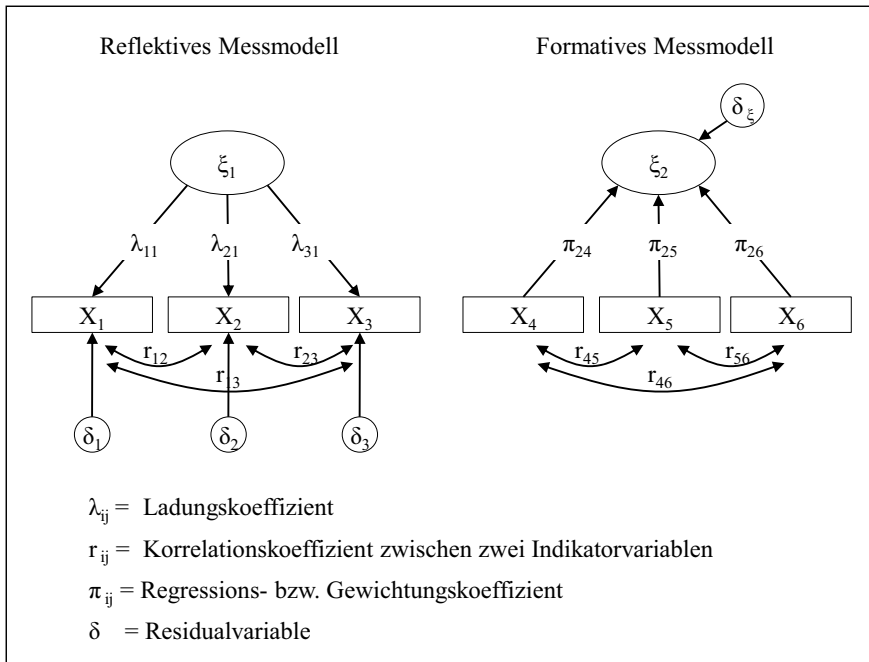 Reflektives Messmodell
Formatives Messmodell
δ ξ
ξ1
ξ2
λ11 λ21 λ31
π24 π25 π26
X1 X2 X3
X4 X5 X6
r12 r23
r45 r56
r13
r46
δ1 δ2 δ3
λij = Ladungskoeffizient
r ij = Korrelationskoeffizient zwischen zwei Indikatorvariablen
π ij = Regressions- bzw. Gewichtungskoeffizient
δ = Residualvariable